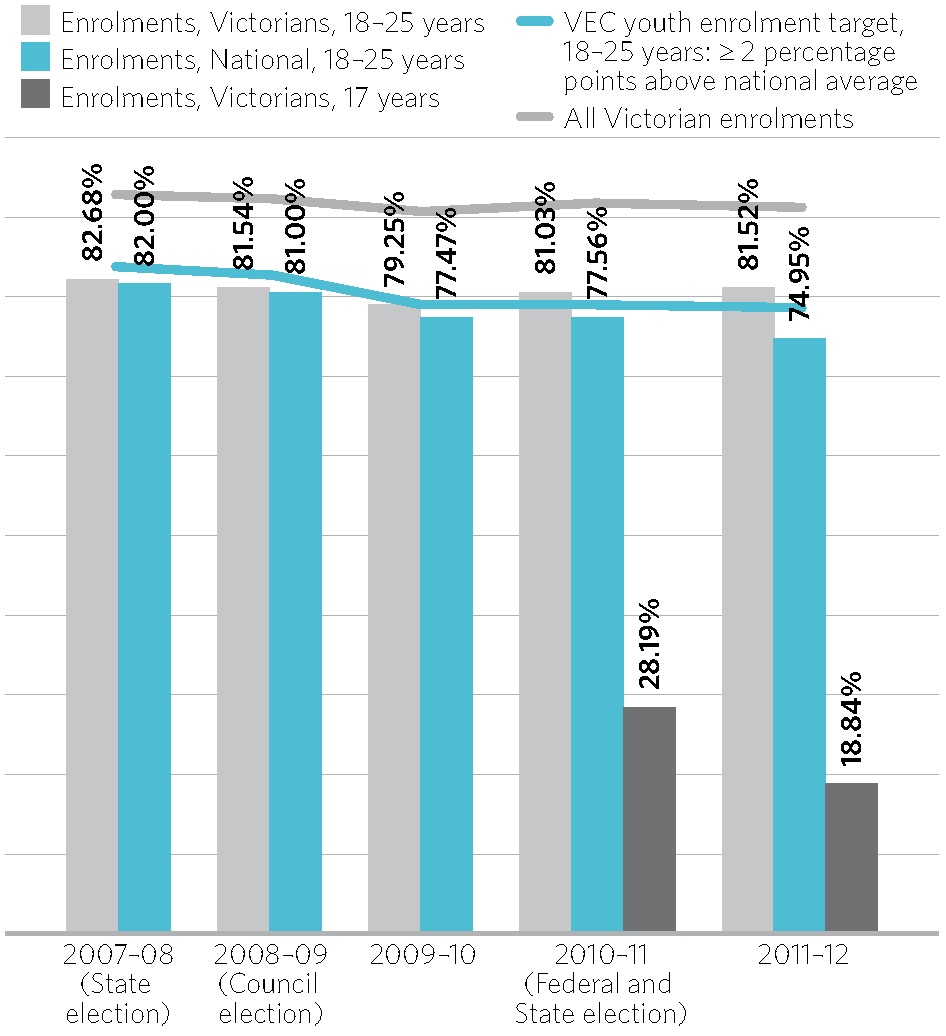 Enrolments, Victorians, 18–25 years
Enrolments, National, 18–25 years
Enrolments, Victorians, 17 years
VEC youth enrolment target,
18–25 years: ≥ 2 percentage
points above national average
All Victorian enrolments
82.68%
82.00%
81.54%
81.00%
79.25%
77.47%
81.03%
77.56%
28.19%
81.52%
74.95%
18.84%
2007–08
(State
election)
2008–09
(Council
election)
2009–10
2010–11
(Federal and
State election)
2011–12